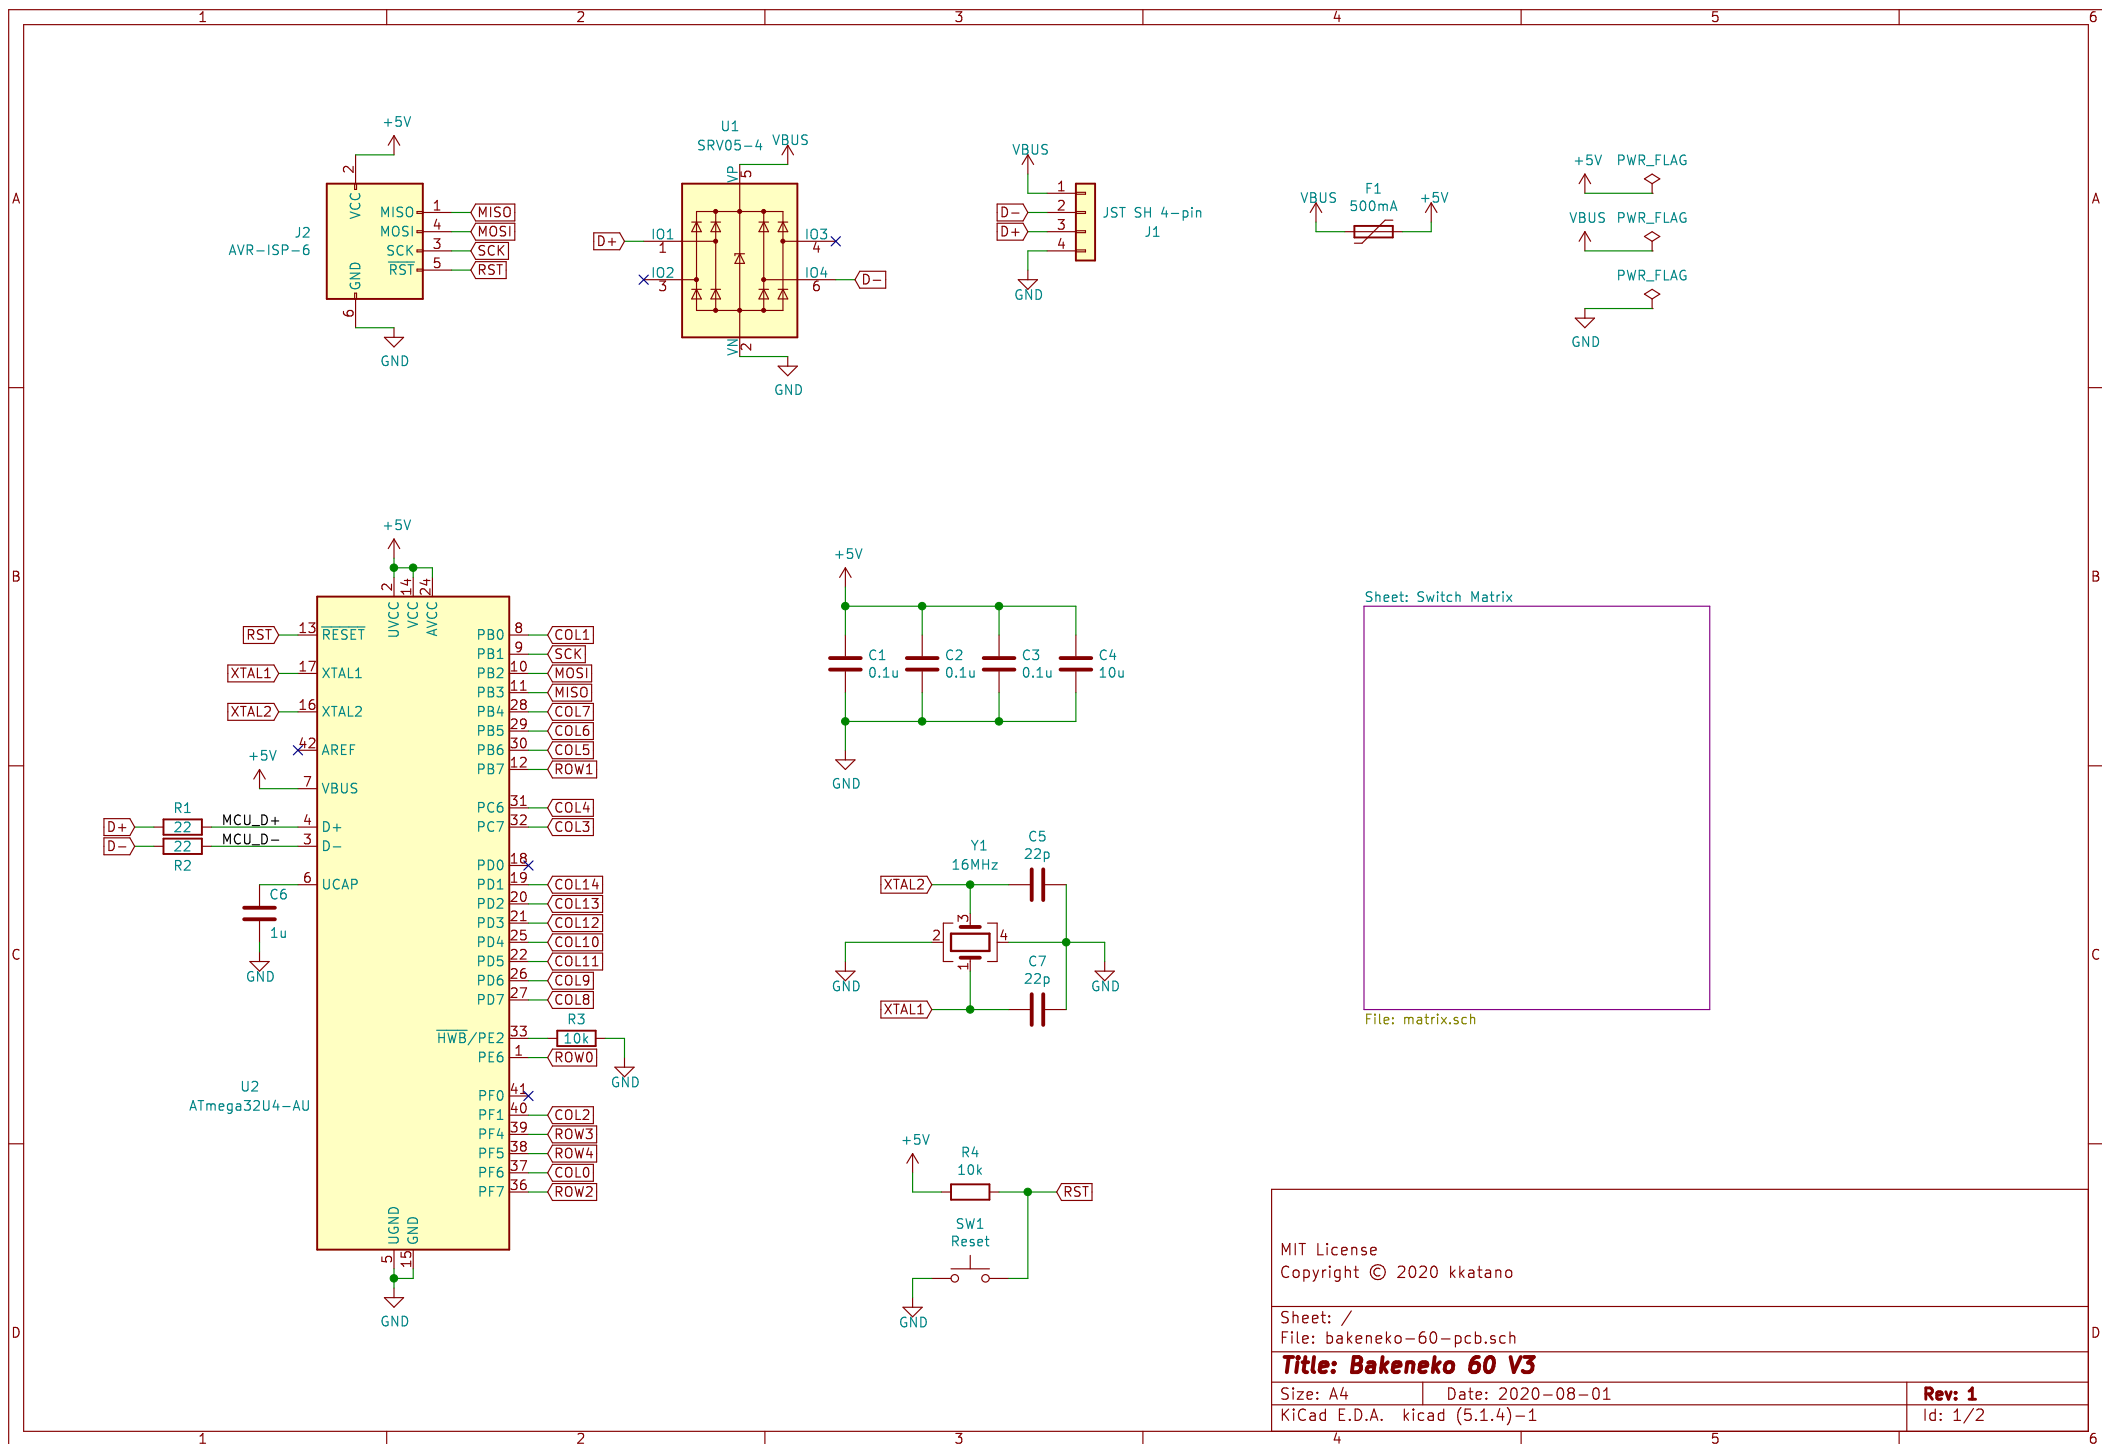 1 2 3 4 5 6
A A
B B
C C
D D
+5V
2
VCC
MISO 1 MISO
MOSI 4 MOSI
SCK 3 SCK
RST 5 RST
J2
AVR-ISP-6
GND
6
GND
U1
SRV05-4
VBUS
VP
5
D+
IO1
1
IO3
4
IO2
3
IO4
6
D-
VN
2
GND
VBUS
1
D- 2
D+ 3
4
JST SH 4-pin
J1
GND
F1
500mA
VBUS
+5V
+5V PWR_FLAG
VBUS PWR_FLAG
PWR_FLAG
GND
+5V
2 14 24
UVCC VCC AVCC
RST 13 RESET
XTAL1 17 XTAL1
XTAL2 16 XTAL2
42 AREF
+5V
7 VBUS
R1
D+ 22 MCU_D+ 4 D+
D- 22 MCU_D- 3 D-
R2
6 UCAP
C6
1u
GND
PB0 8 COL1
PB1 9 SCK
PB2 10 MOSI
PB3 11 MISO
PB4 28 COL7
PB5 29 COL6
PB6 30 COL5
PB7 12 ROW1
PC6 31 COL4
PC7 32 COL3
PD0 18
PD1 19 COL14
PD2 20 COL13
PD3 21 COL12
PD4 25 COL10
PD5 22 COL11
PD6 26 COL9
PD7 27 COL8
R3
HWB/PE2 33 10k
PE6 1 ROW0
GND
U2
ATmega32U4-AU
PF0 41
PF1 40 COL2
PF4 39 ROW3
PF5 38 ROW4
PF6 37 COL0
PF7 36 ROW2
UGND GND
5 15
GND
+5V
C1 C2 C3 C4
0.1u 0.1u 0.1u 10u
GND
Y1
16MHz
C5
22p
XTAL2
3
2 4
1
C7
22p
GND
GND
XTAL1
+5V
R4
10k
RST
SW1
Reset
GND
Sheet: Switch Matrix
File: matrix.sch
MIT License
Copyright © 2020 kkatano
Sheet: /
File: bakeneko-60-pcb.sch
Title: Bakeneko 60 V3
Size: A4 Date: 2020-08-01 Rev: 1
KiCad E.D.A. kicad (5.1.4)-1 Id: 1/2
1 2 3 4 5 6